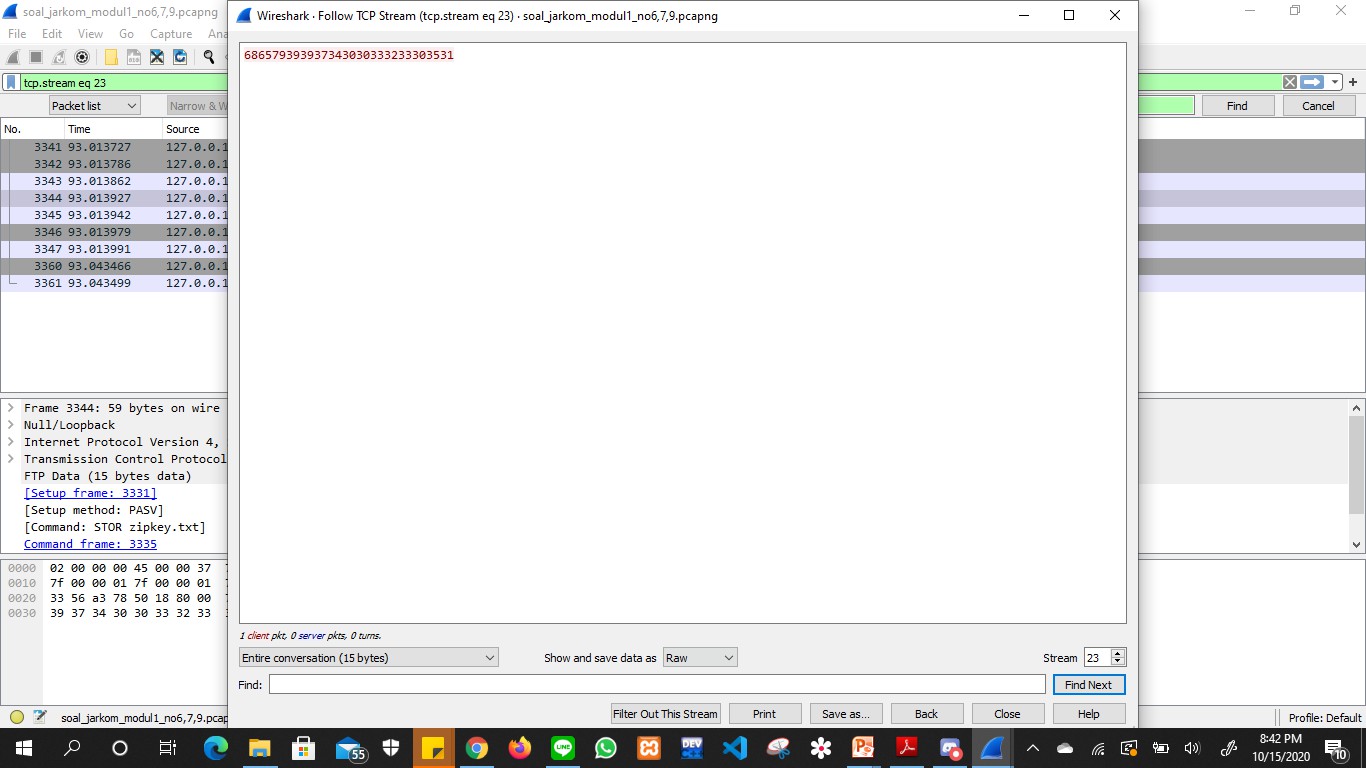 soal_jarkom_modul1_no6,7,9.pcapng
Wireshark · Follow TCP Stream (tcp.stream eq 23) · soal_jarkom_modul1_no6,7,9.pcapng
File Edit View Go Capture Ana
686579393937343030333233303531
tcp.stream eq 23
Packet list Narrow & W Find Cancel
No. Time Source
3341 93.013727 127.0.0.1
3342 93.013786 127.0.0.1
3343 93.013862 127.0.0.1
3344 93.013927 127.0.0.1
3345 93.013942 127.0.0.1
3346 93.013979 127.0.0.1
3347 93.013991 127.0.0.1
3360 93.043466 127.0.0.1
3361 93.043499 127.0.0.1
Frame 3344: 59 bytes on wire
Null/Loopback
Internet Protocol Version 4,
Transmission Control Protocol
FTP Data (15 bytes data)
[Setup frame: 3331]
[Setup method: PASV]
[Command: STOR zipkey.txt]
Command frame: 3335
0000 02 00 00 00 45 00 00 37
0010 7f 00 00 01 7f 00 00 01
0020 33 56 a3 78 50 18 80 00
0030 39 37 34 30 30 33 32 33
1 client pkt, 0 server pkts, 0 turns.
Entire conversation (15 bytes) Show and save data as Raw Stream 23
Find: Find Next
Filter Out This Stream Print Save as... Back Close Help
soal_jarkom_modul1_no6,7,9.pcap Profile: Default
55
DEV
8:42 PM
10/15/2020
10